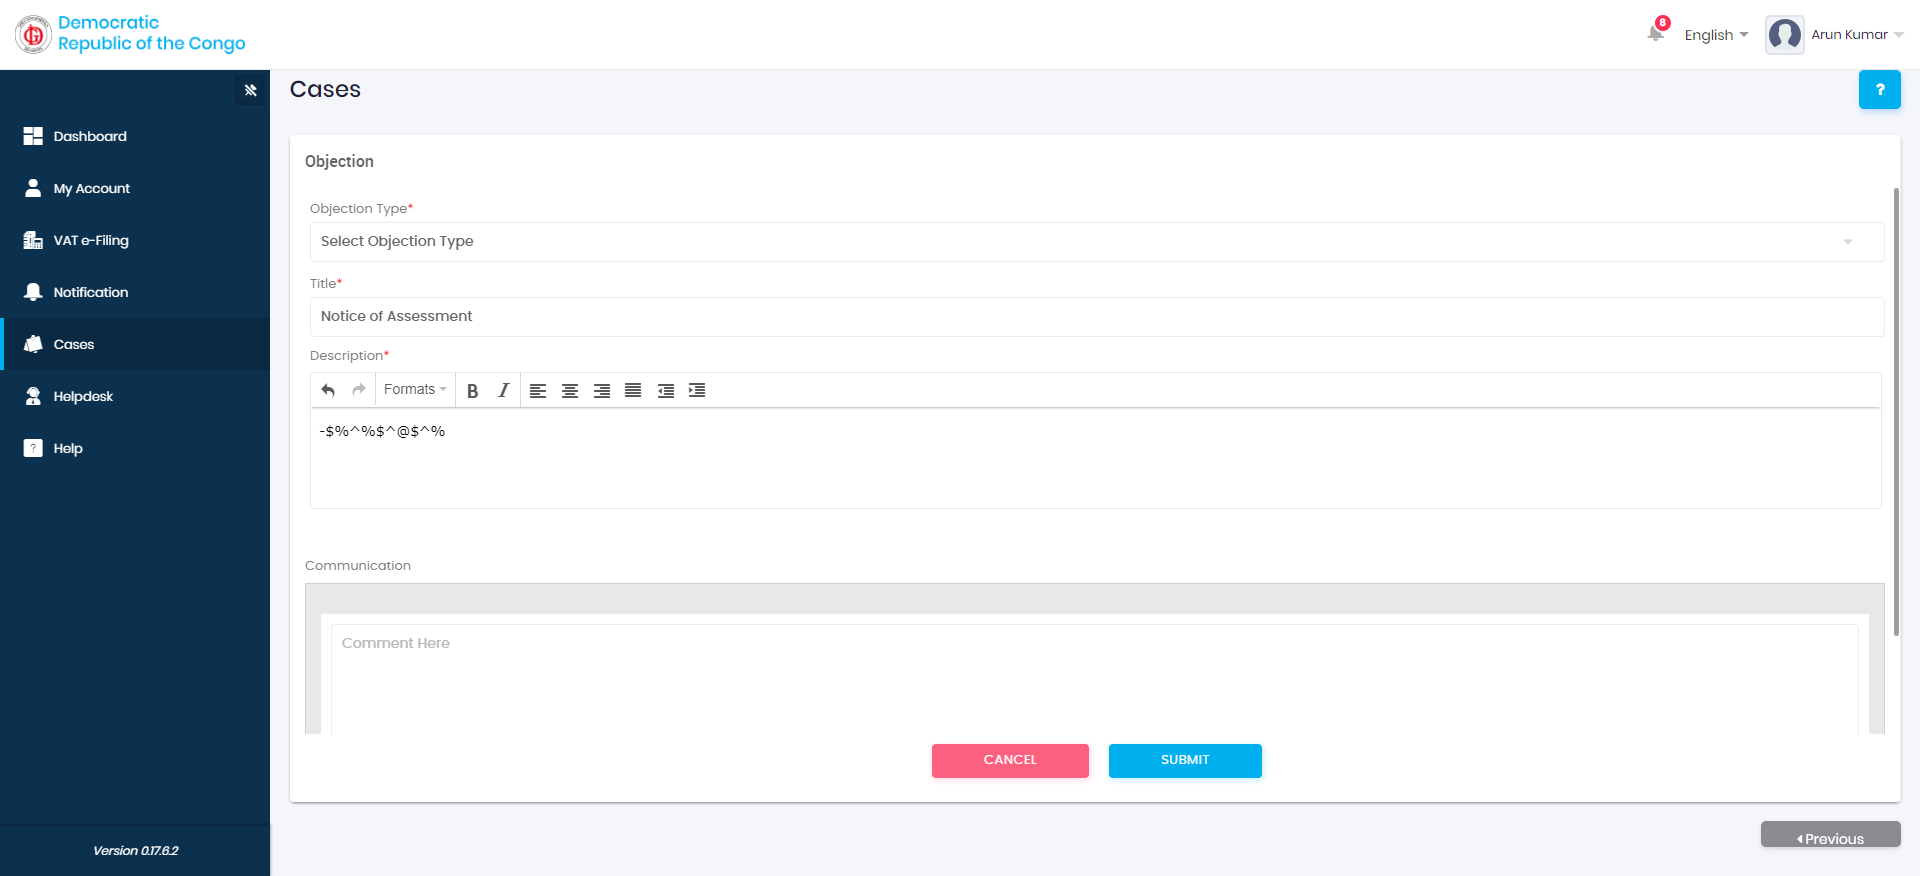 Democratic
Republic of the Congo
8
English
Arun Kumar
Cases
?
Dashboard
My Account
VAT e-Filing
Notification
Cases
Helpdesk
? Help
Version 0.17.6.2
Objection
Objection Type*
Select Objection Type
Title*
Notice of Assessment
Description*
Formats B I
-$%^%$^@$^%
Communication
Comment Here
CANCEL SUBMIT
Previous